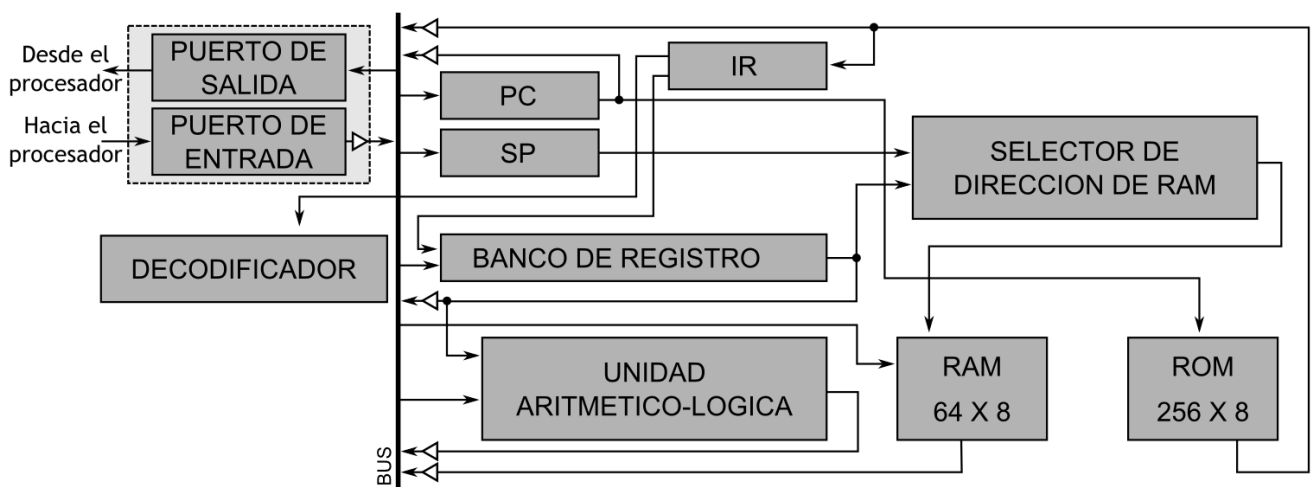 Desde el
procesador
PUERTO DE
SALIDA
Hacia el
procesador
PUERTO DE
ENTRADA
IR
PC
SP
SELECTOR DE
DIRECCION DE RAM
DECODIFICADOR
BANCO DE REGISTRO
UNIDAD
ARITMETICO-LOGICA
RAM
64 X 8
ROM
256 X 8
BUS